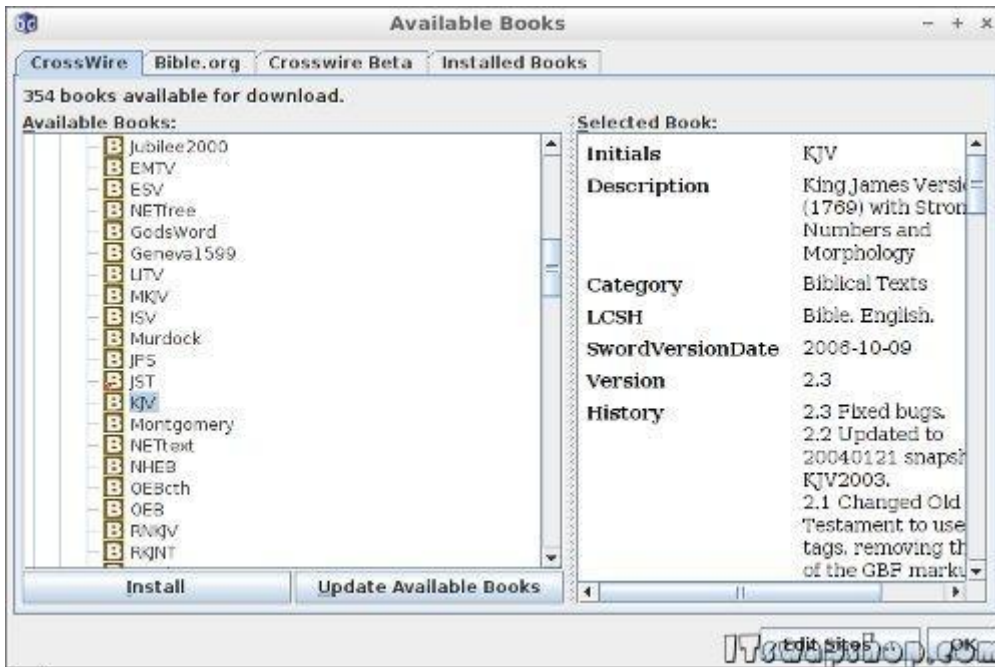 Available Books
CrossWire Bible.org Crosswire Beta Installed Books
354 books available for download.
Available Books:
Jubilee2000
EMTV
ESV
NETfree
GodsWord
Geneva1599
LITV
MKJV
ISV
Murdock
JPS
JST
KJV
Montgomery
NETtext
NHEB
OEBcth
OEB
RNKJV
RKJNT
Install Update Available Books
Selected Book:
Initials KJV
Description King James Versi
(1769) with Stron
Numbers and
Morphology
Category Biblical Texts
LCSH Bible. English.
SwordVersionDate 2006-10-09
Version 2.3
History 2.3 Fixed bugs.
2.2 Updated to
20040121 snapsh
KJV2003.
2.1 Changed Old
Testament to use
tags, removing th
of the GBF marku
Edit Sites OK
ITswapshop.com